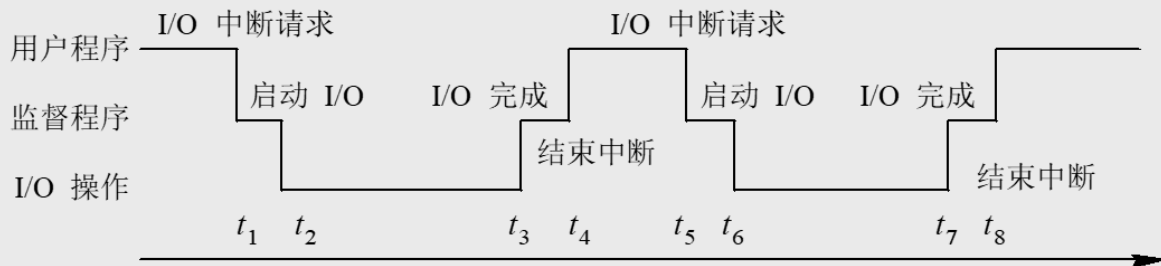 I/O 中断请求 I/O 中断请求
用户程序
启动 I/O I/O 完成 启动 I/O I/O 完成
监督程序
结束中断
结束中断
I/O 操作
t1 t2 t3 t4 t5 t6 t7 t8